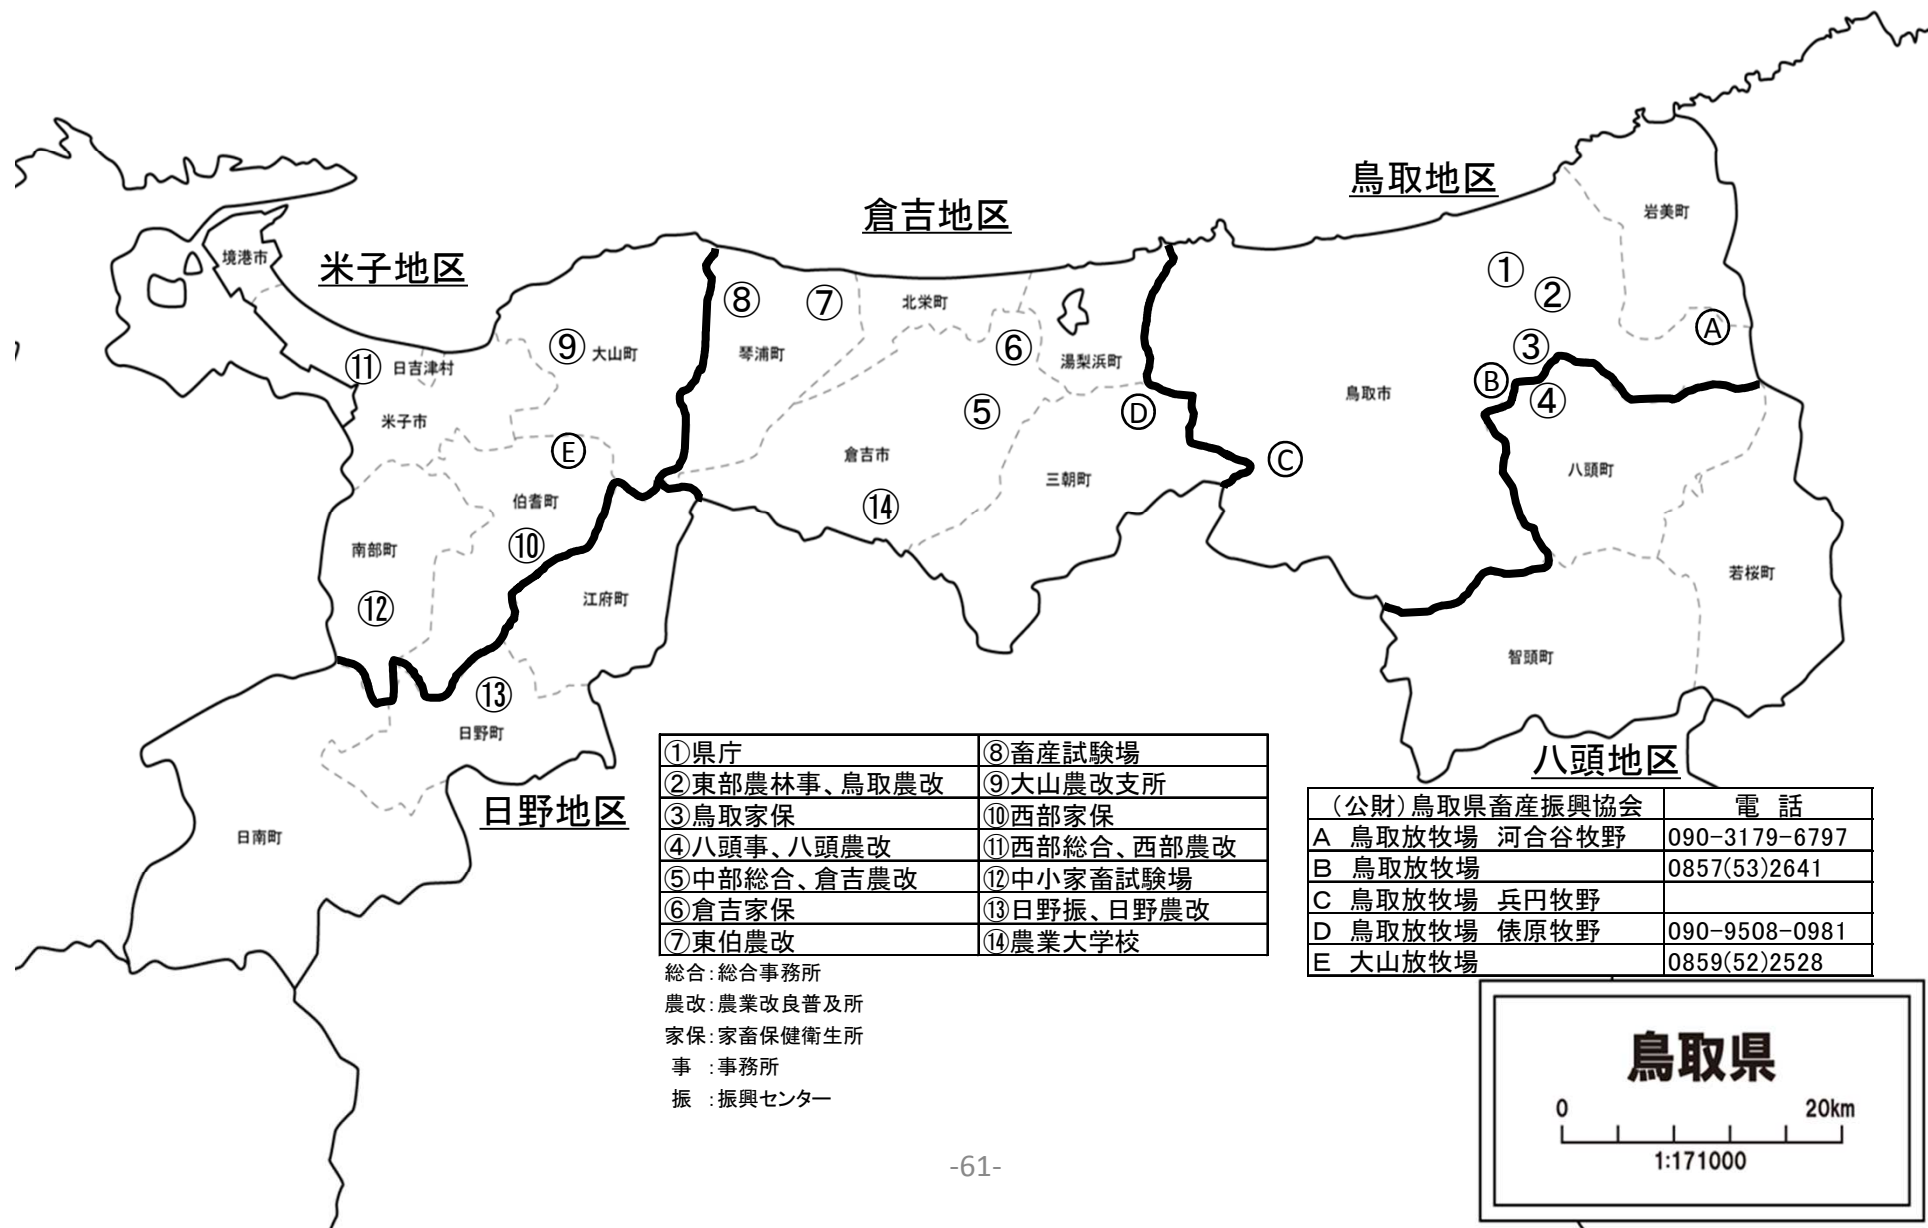 鳥取地区
倉吉地区
米子地区
岩美町
境港市
①
②
⑧
⑦
北栄町
⑨
大山町
琴浦町
⑥
湯梨浜町
③
Ⓐ
⑪
日吉津村
Ⓑ
④
鳥取市
米子市
⑤
Ⓓ
Ⓔ
倉吉市
Ⓒ
八頭町
三朝町
伯耆町
⑭
南部町
⑩
若桜町
江府町
⑫
智頭町
⑬
日野町
八頭地区
日野地区
日南町
①県庁 ⑧畜産試験場
②東部農林事、鳥取農改 ⑨大山農改支所
③鳥取家保 ⑩西部家保
④八頭事、八頭農改 ⑪西部総合、西部農改
⑤中部総合、倉吉農改 ⑫中小家畜試験場
⑥倉吉家保 ⑬日野振、日野農改
⑦東伯農改 ⑭農業大学校
総合:総合事務所
農改:農業改良普及所
家保:家畜保健衛生所
事 :事務所
振 :振興センター
(公財)鳥取県畜産振興協会 電 話
A 鳥取放牧場 河合谷牧野 090-3179-6797
B 鳥取放牧場 0857(53)2641
C 鳥取放牧場 兵円牧野
D 鳥取放牧場 俵原牧野 090-9508-0981
E 大山放牧場 0859(52)2528
鳥取県
0 20km
1:171000
-61-